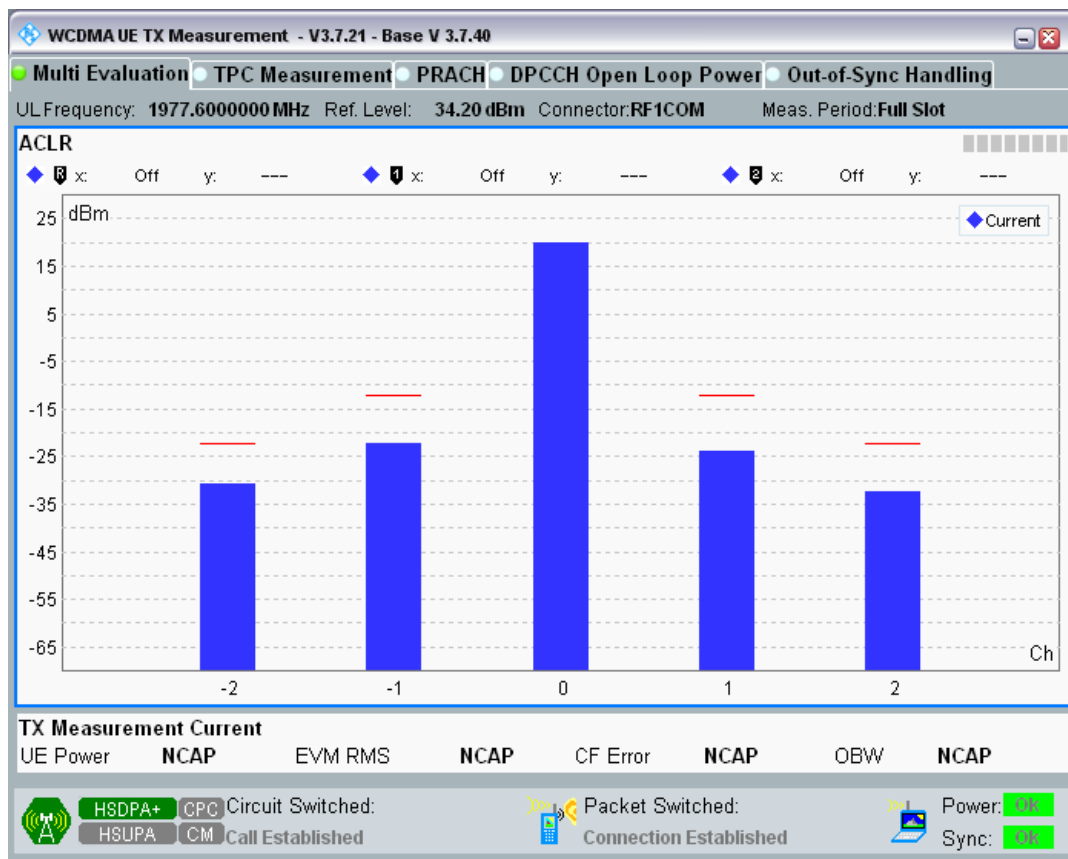 WCDMA UE TX Measurement - V3.7.21 - Base V 3.7.40
Multi Evaluation TPC Measurement PRACH DPCCH Open Loop Power Out-of-Sync Handling
UL Frequency: 1977.6000000 MHz Ref. Level: 34.20 dBm Connector:RF1COM Meas. Period:Full Slot
ACLR
R x: Off y: --- 1 x: Off y: --- 2 x: Off y: ---
25 dBm
Current
15
5
-5
-15
-25
-35
-45
-55
-65
Ch
-2 -1 0 1 2
TX Measurement Current
UE Power NCAP EVM RMS NCAP CF Error NCAP OBW NCAP
HSDPA+ CPC Circuit Switched: Packet Switched: Power: OK
HSUPA CM Call Established Connection Established Sync: OK